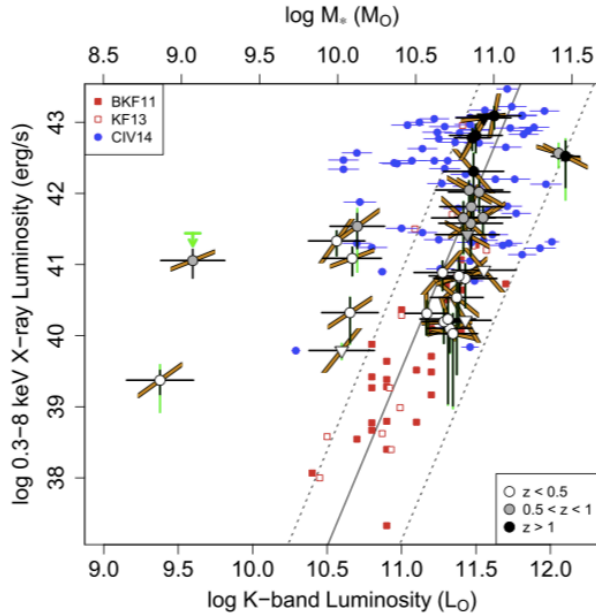 log M* (M⊙)
8.5 9.0 9.5 10.0 10.5 11.0 11.5
BKF11
KF13
CIV14
log 0.3−8 keV X−ray Luminosity (erg/s)
43
42
41
40
39
38
z < 0.5
0.5 < z < 1
z > 1
9.0 9.5 10.0 10.5 11.0 11.5 12.0
log K−band Luminosity (L⊙)